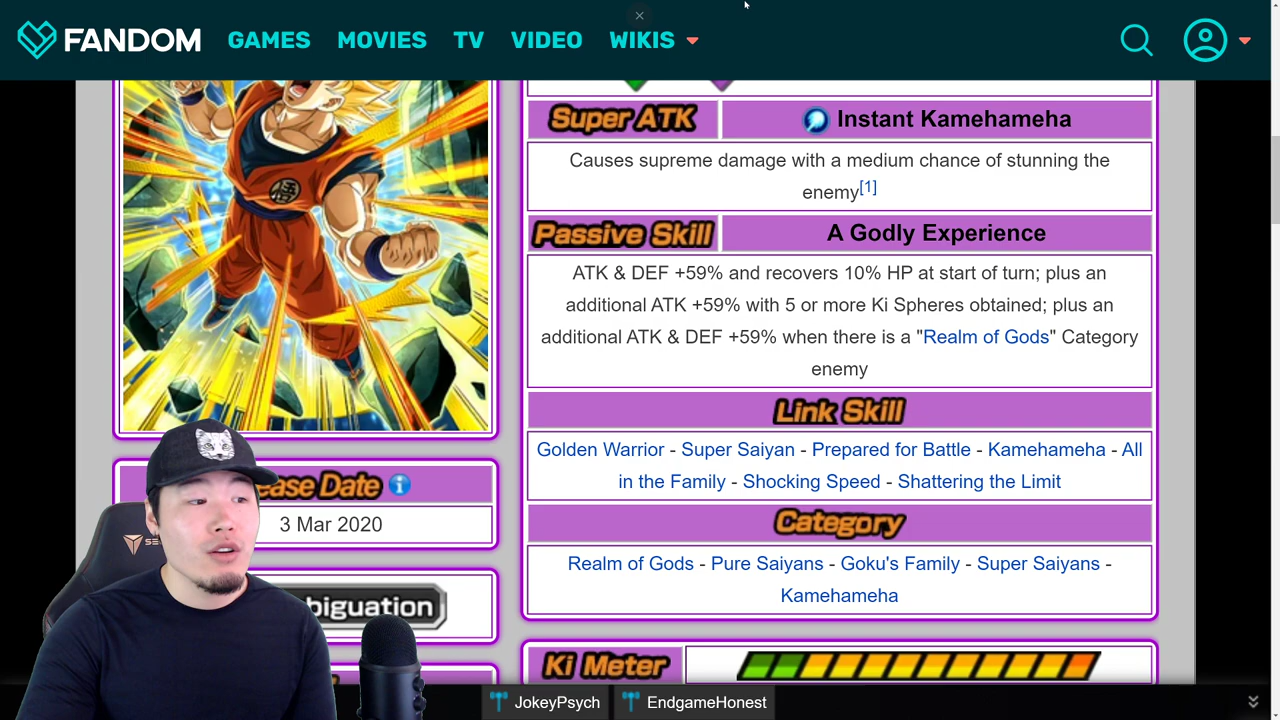 FANDOM GAMES MOVIES TV VIDEO WIKIS
Super ATK Instant Kamehameha
Causes supreme damage with a medium chance of stunning the
enemy[1]
Passive Skill A Godly Experience
ATK & DEF +59% and recovers 10% HP at start of turn; plus an
additional ATK +59% with 5 or more Ki Spheres obtained; plus an
additional ATK & DEF +59% when there is a "Realm of Gods" Category
enemy
Link Skill
Golden Warrior - Super Saiyan - Prepared for Battle - Kamehameha - All
in the Family - Shocking Speed - Shattering the Limit
Category
Realm of Gods - Pure Saiyans - Goku's Family - Super Saiyans -
Kamehameha
Ki Meter
ease Date
3 Mar 2020
biguation
JokeyPsych EndgameHonest